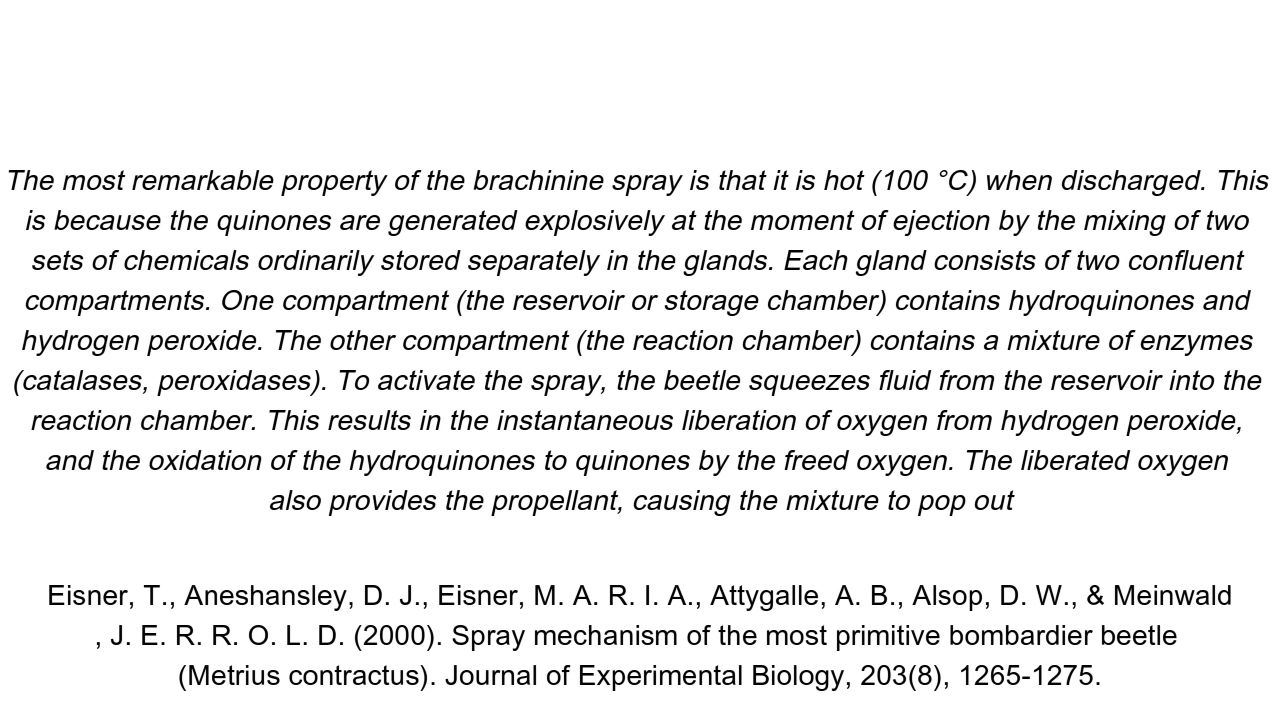 The most remarkable property of the brachinine spray is that it is hot (100 °C) when discharged. This
is because the quinones are generated explosively at the moment of ejection by the mixing of two
sets of chemicals ordinarily stored separately in the glands. Each gland consists of two confluent
compartments. One compartment (the reservoir or storage chamber) contains hydroquinones and
hydrogen peroxide. The other compartment (the reaction chamber) contains a mixture of enzymes
(catalases, peroxidases). To activate the spray, the beetle squeezes fluid from the reservoir into the
reaction chamber. This results in the instantaneous liberation of oxygen from hydrogen peroxide,
and the oxidation of the hydroquinones to quinones by the freed oxygen. The liberated oxygen
also provides the propellant, causing the mixture to pop out
Eisner, T., Aneshansley, D. J., Eisner, M. A. R. I. A., Attygalle, A. B., Alsop, D. W., & Meinwald
, J. E. R. R. O. L. D. (2000). Spray mechanism of the most primitive bombardier beetle
(Metrius contractus). Journal of Experimental Biology, 203(8), 1265-1275.